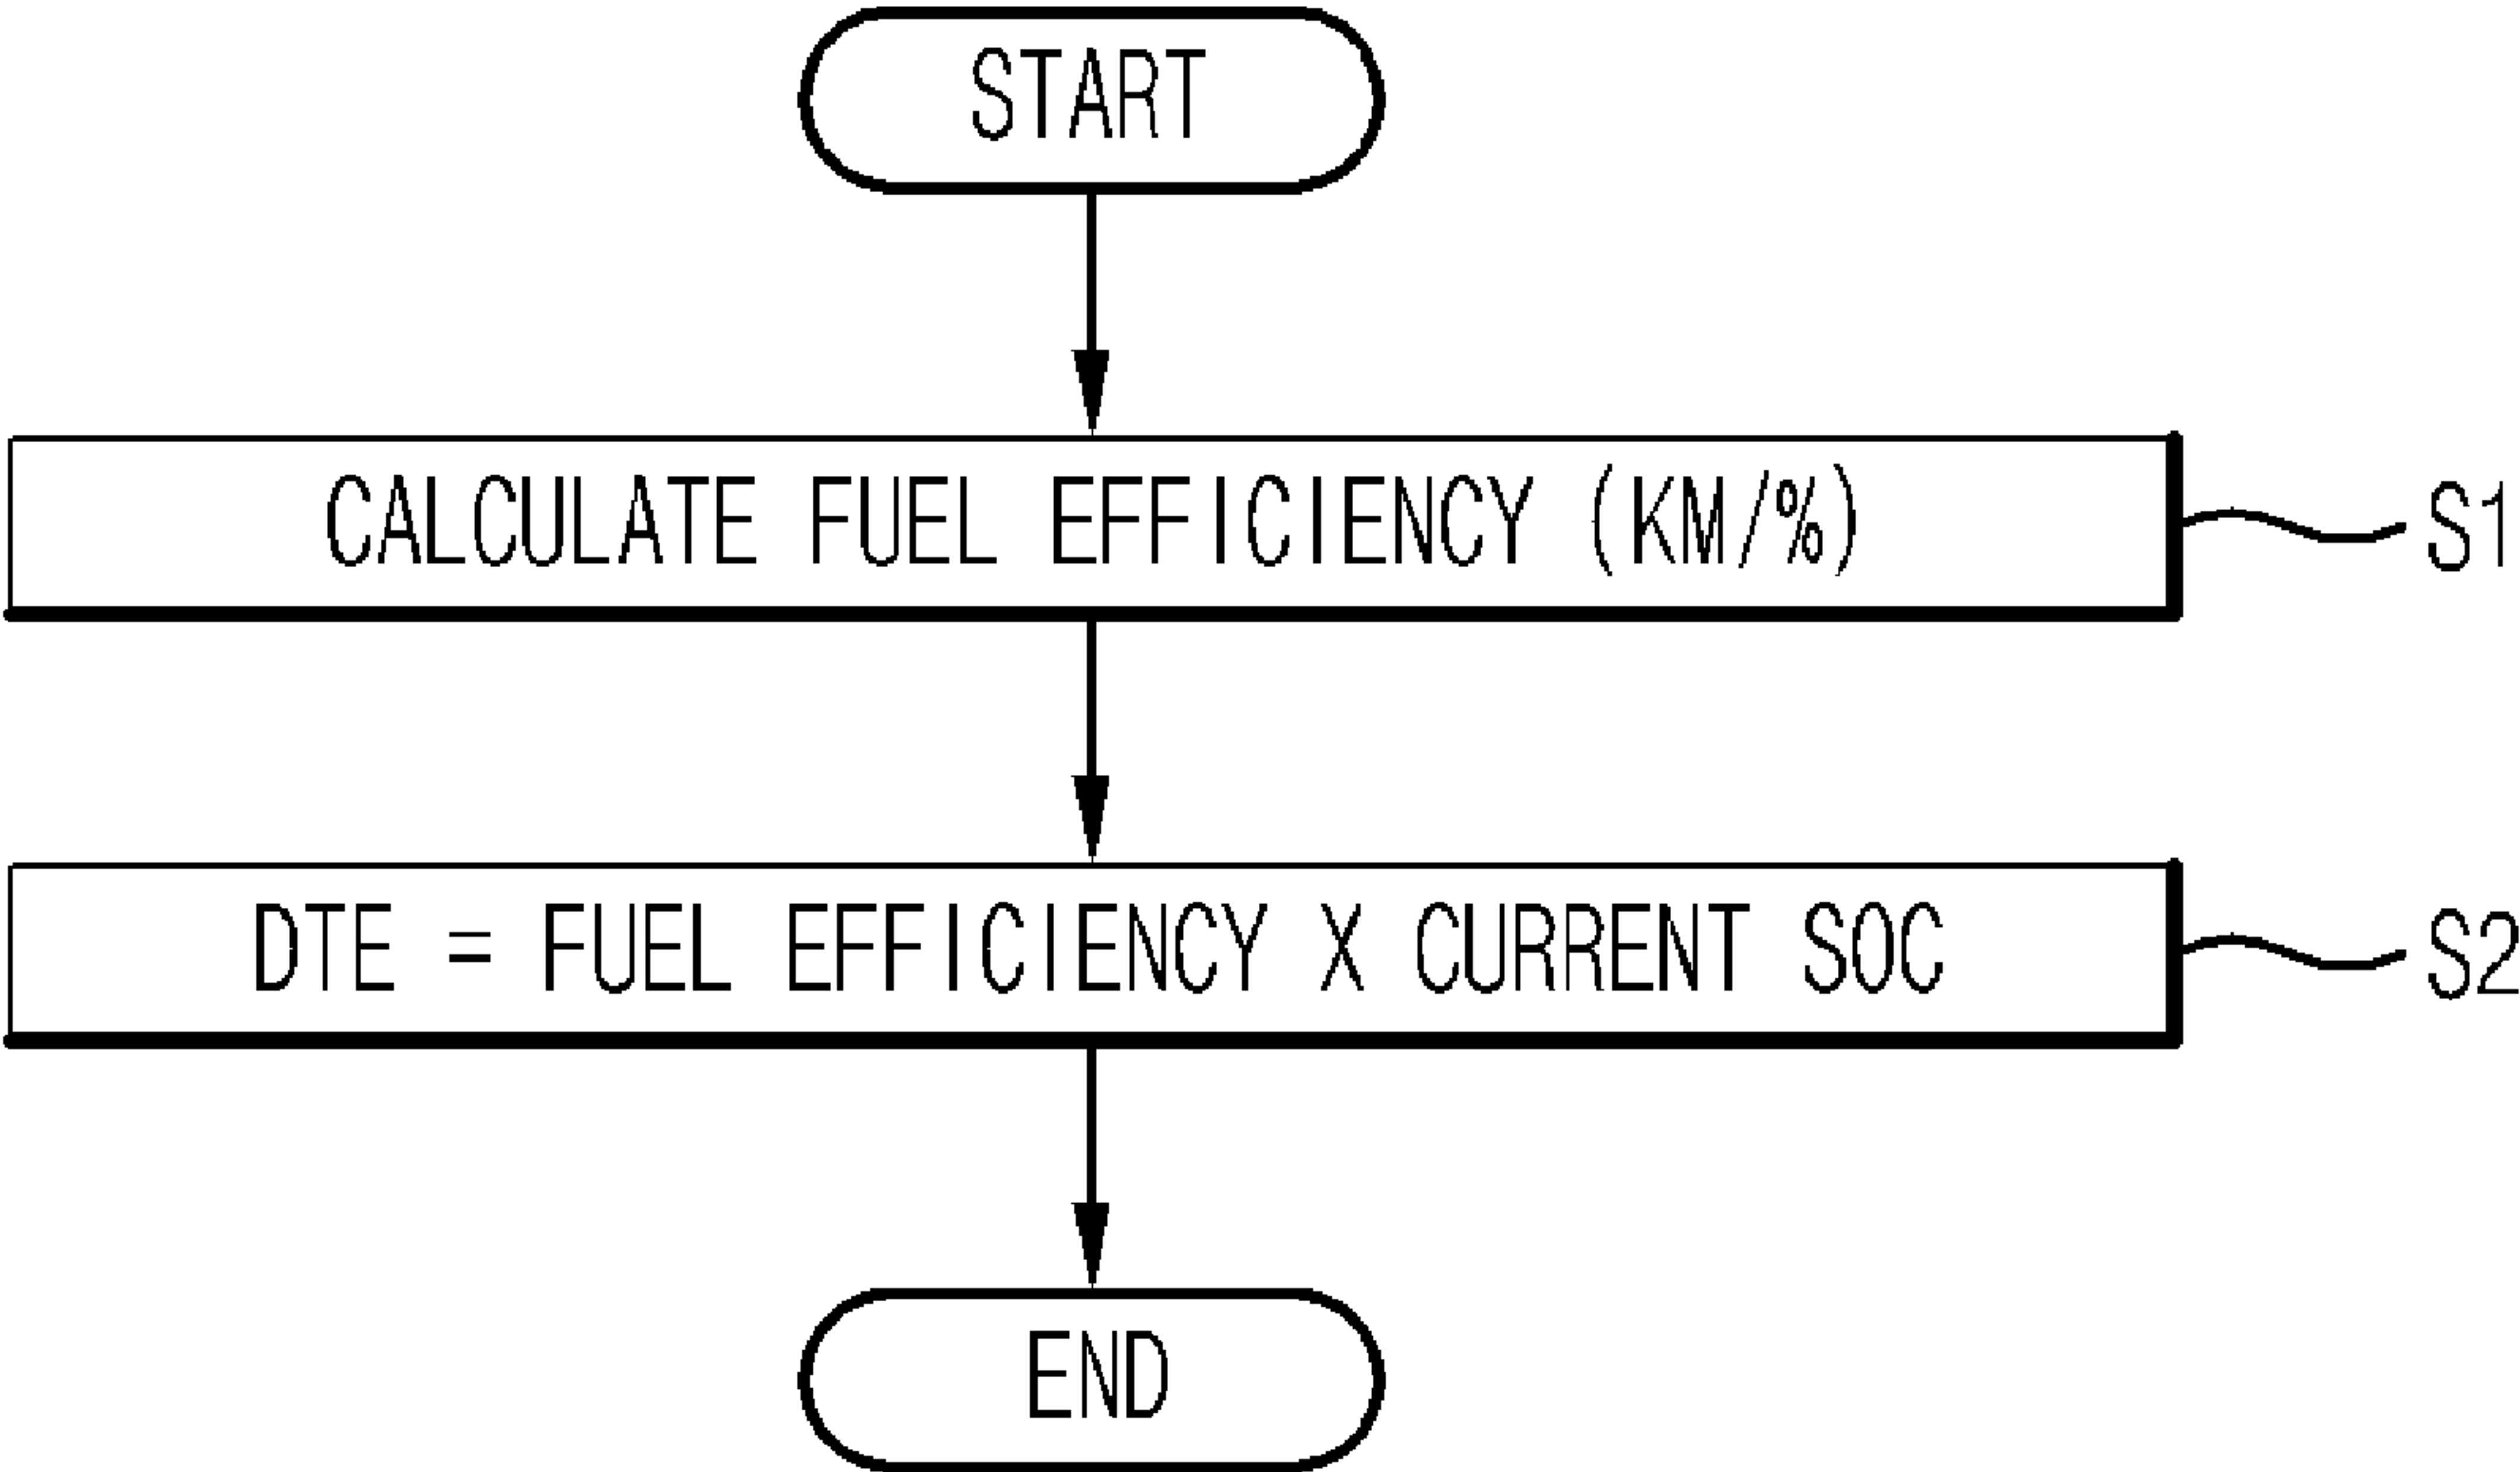 START
CALCULATE FUEL EFFICIENCY (KM/%)
S1
DTE = FUEL EFFICIENCY X CURRENT SOC
S2
END